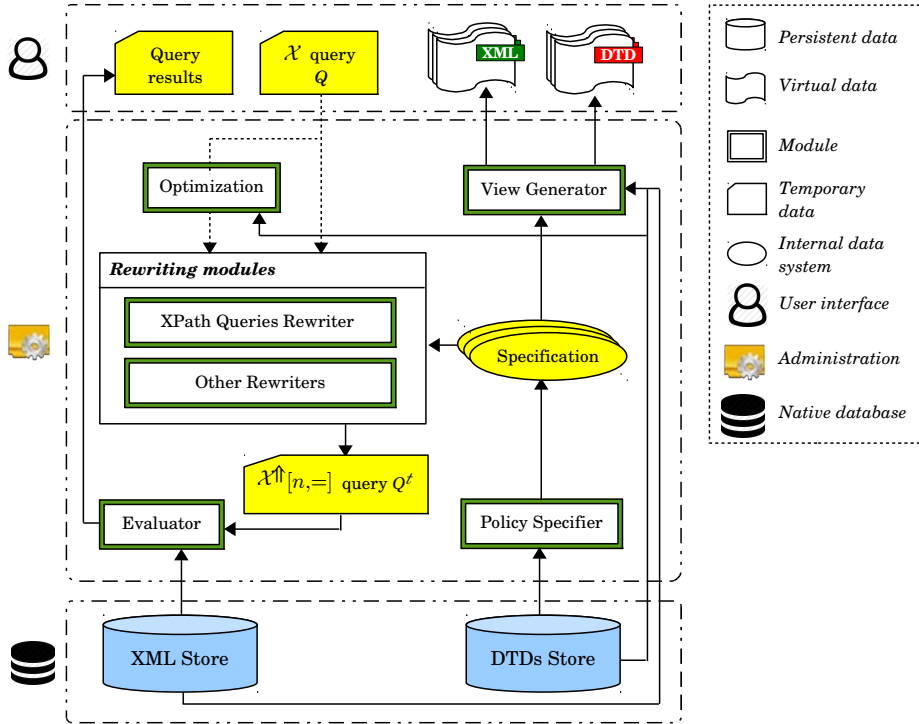 Query
results
𝒳 query
Q
XML
DTD
Optimization
View Generator
Rewriting modules
XPath Queries Rewriter
Other Rewriters
Specification
𝒳⇑[n,=] query Qᵗ
Evaluator
Policy Specifier
XML Store
DTDs Store
Persistent data
Virtual data
Module
Temporary
data
Internal data
system
User interface
Administration
Native database